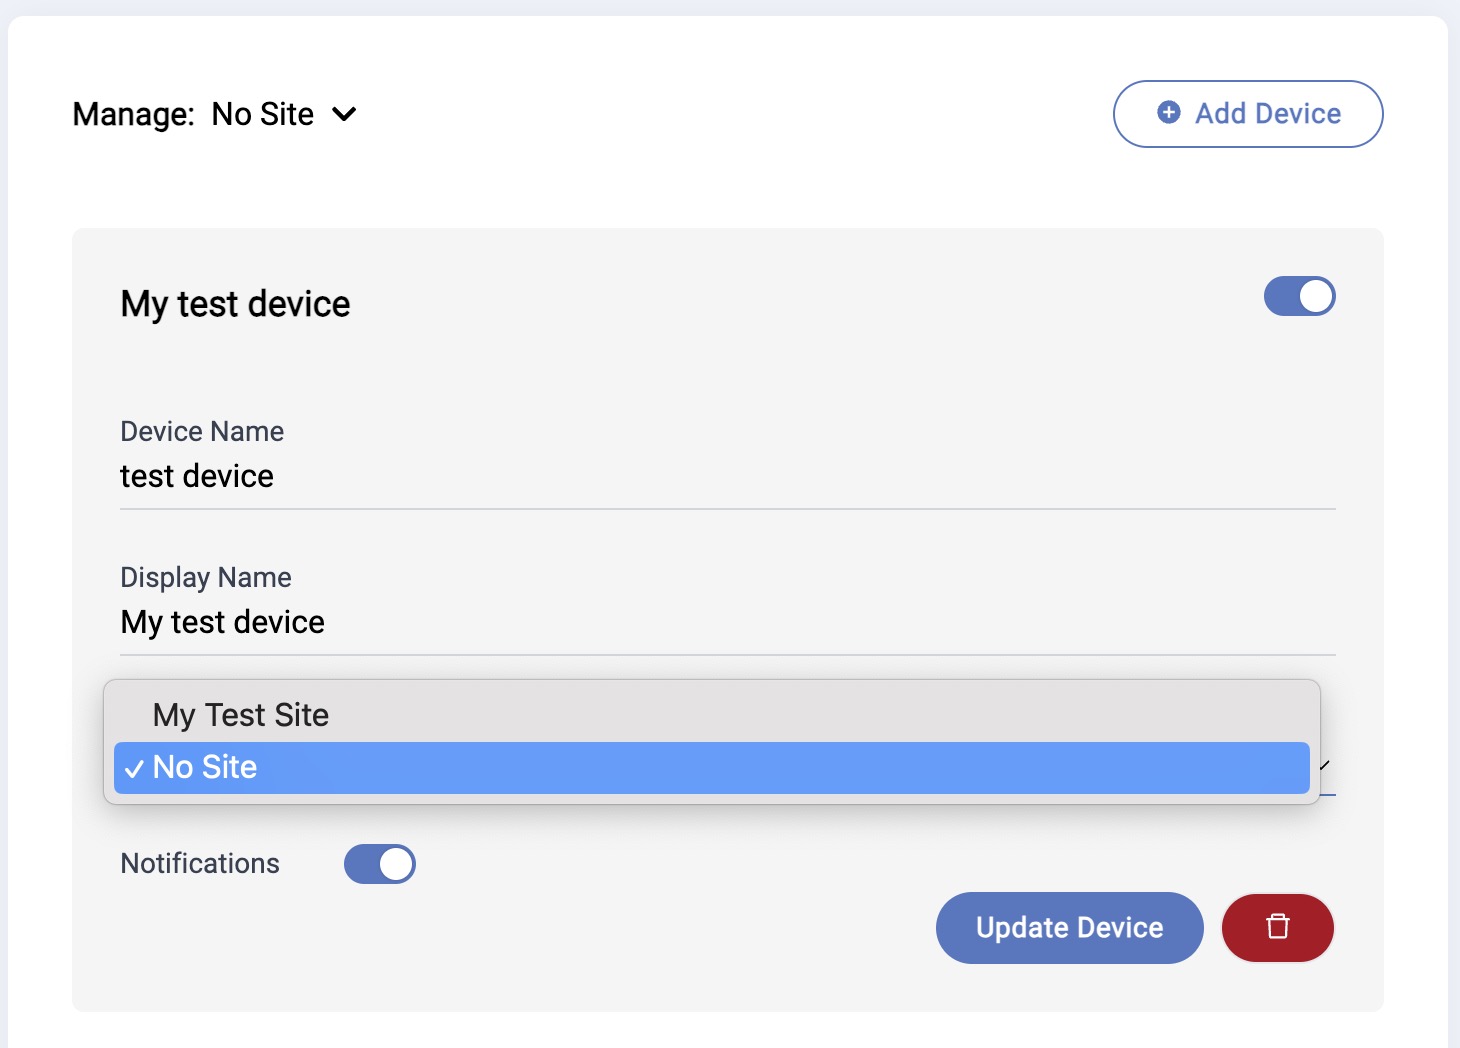 Manage: No Site
Add Device
My test device
Device Name
test device
Display Name
My test device
My Test Site
No Site
Notifications
Update Device